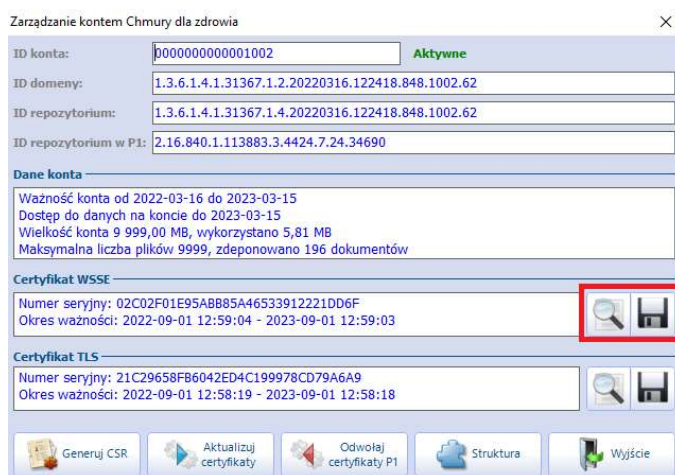 Zarządzanie kontem Chmury dla zdrowia
ID konta: 0000000000001002 Aktywne
ID domeny: 1.3.6.1.4.1.31367.1.2.20220316.122418.848.1002.62
ID repozytorium: 1.3.6.1.4.1.31367.1.4.20220316.122418.848.1002.62
ID repozytorium w P1: 2.16.840.1.113883.3.4424.7.24.34690
Dane konta
Ważność konta od 2022-03-16 do 2023-03-15
Dostęp do danych na koncie do 2023-03-15
Wielkość konta 9 999,00 MB, wykorzystano 5,81 MB
Maksymalna liczba plików 9999, zdeponowano 196 dokumentów
Certyfikat WSSE
Numer seryjny: 02C02F01E95ABB85A46533912221DD6F
Okres ważności: 2022-09-01 12:59:04 - 2023-09-01 12:59:03
Certyfikat TLS
Numer seryjny: 21C29658FB6042ED4C199978CD79A6A9
Okres ważności: 2022-09-01 12:58:19 - 2023-09-01 12:58:18
Generuj CSR
Aktualizuj
certyfikaty
Odwołaj
certyfikaty P1
Struktura
Wyjście